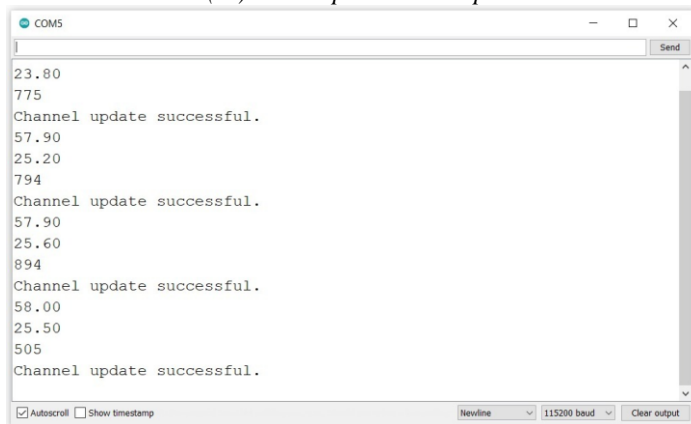 COM5
Send
23.80
775
Channel update successful.
57.90
25.20
794
Channel update successful.
57.90
25.60
894
Channel update successful.
58.00
25.50
505
Channel update successful.
Autoscroll Show timestamp Newline 115200 baud Clear output